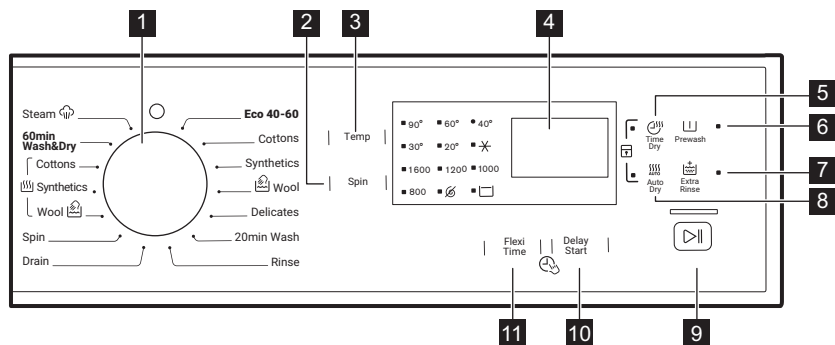 1
2
3
4
5
6
7
8
9
10
11
Steam
60min
Wash&Dry
Cottons
Synthetics
Wool
Spin
Drain
Eco 40-60
Cottons
Synthetics
Wool
Delicates
20min Wash
Rinse
Temp
Spin
90° 60° 40°
30° 20°
1600 1200 1000
800
Time
Dry
Prewash
AUTO
Auto
Dry
Extra
Rinse
Flexi
Time
Delay
Start